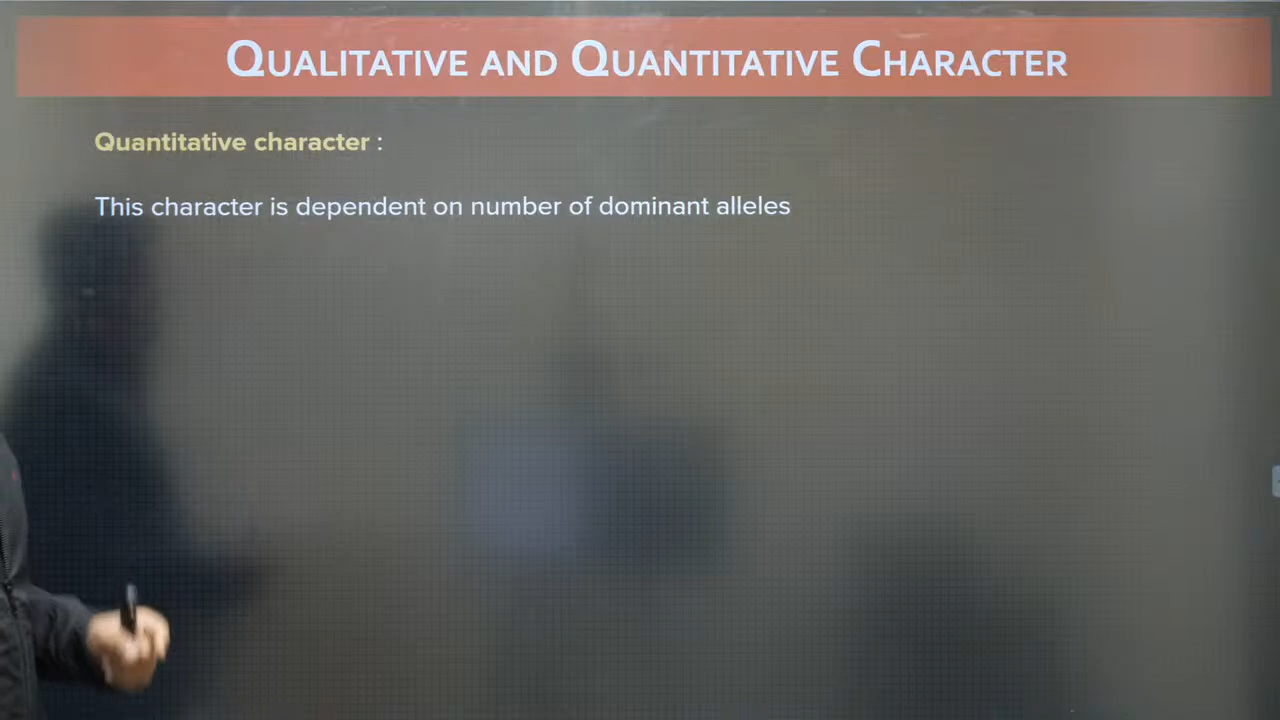 QUALITATIVE AND QUANTITATIVE CHARACTER
Quantitative character :
This character is dependent on number of dominant alleles